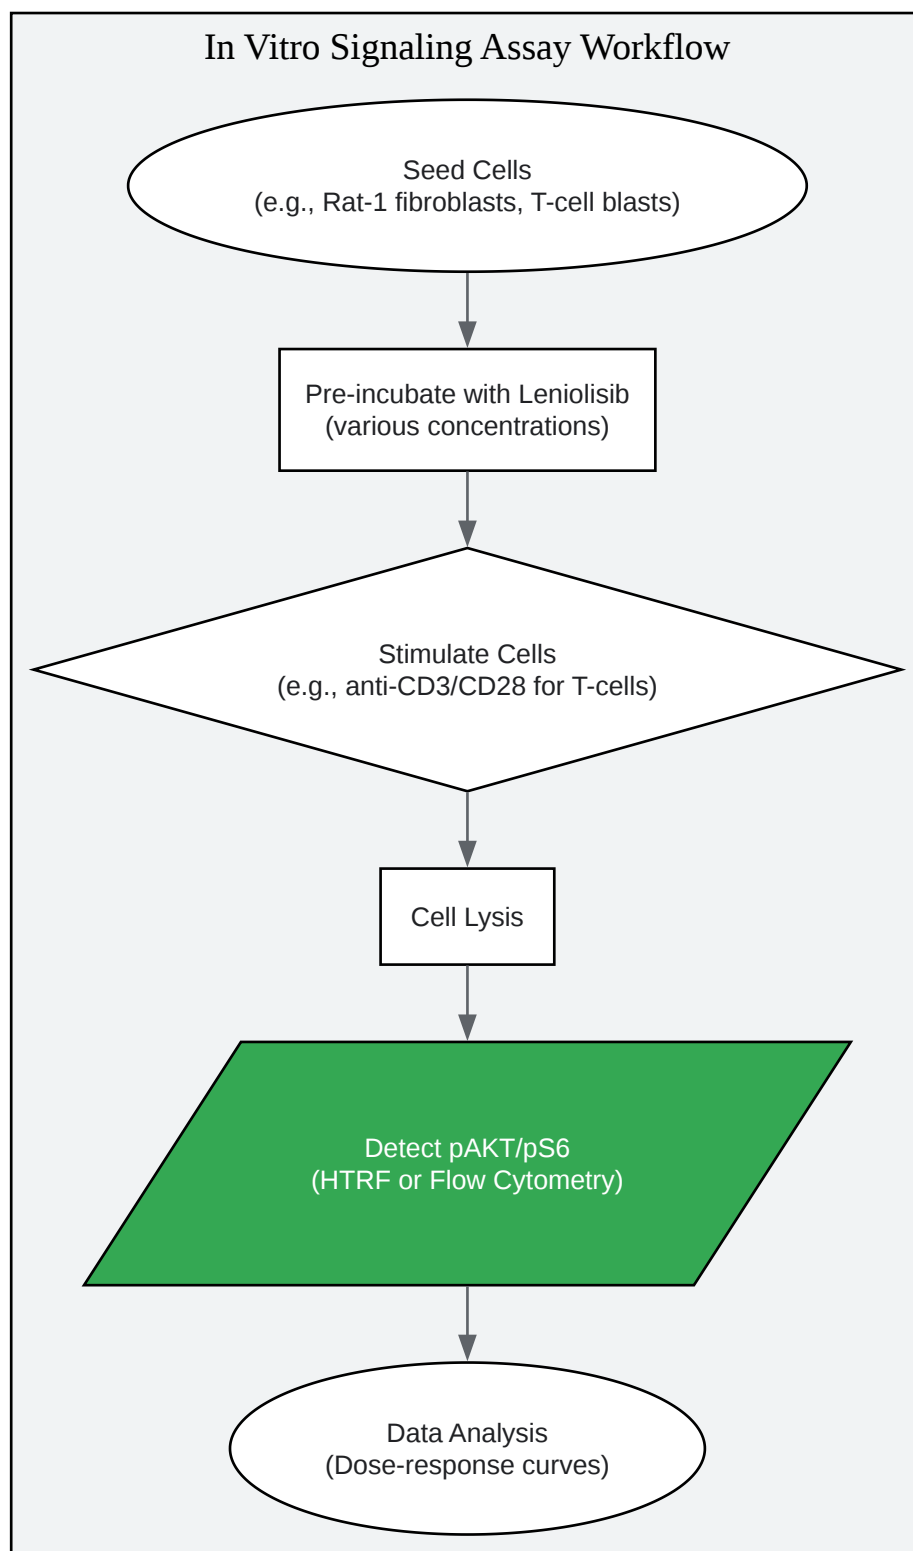 In Vitro Signaling Assay Workflow
Seed Cells
(e.g., Rat-1 fibroblasts, T-cell blasts)
Pre-incubate with Leniolisib
(various concentrations)
Stimulate Cells
(e.g., anti-CD3/CD28 for T-cells)
Cell Lysis
Detect pAKT/pS6
(HTRF or Flow Cytometry)
Data Analysis
(Dose-response curves)